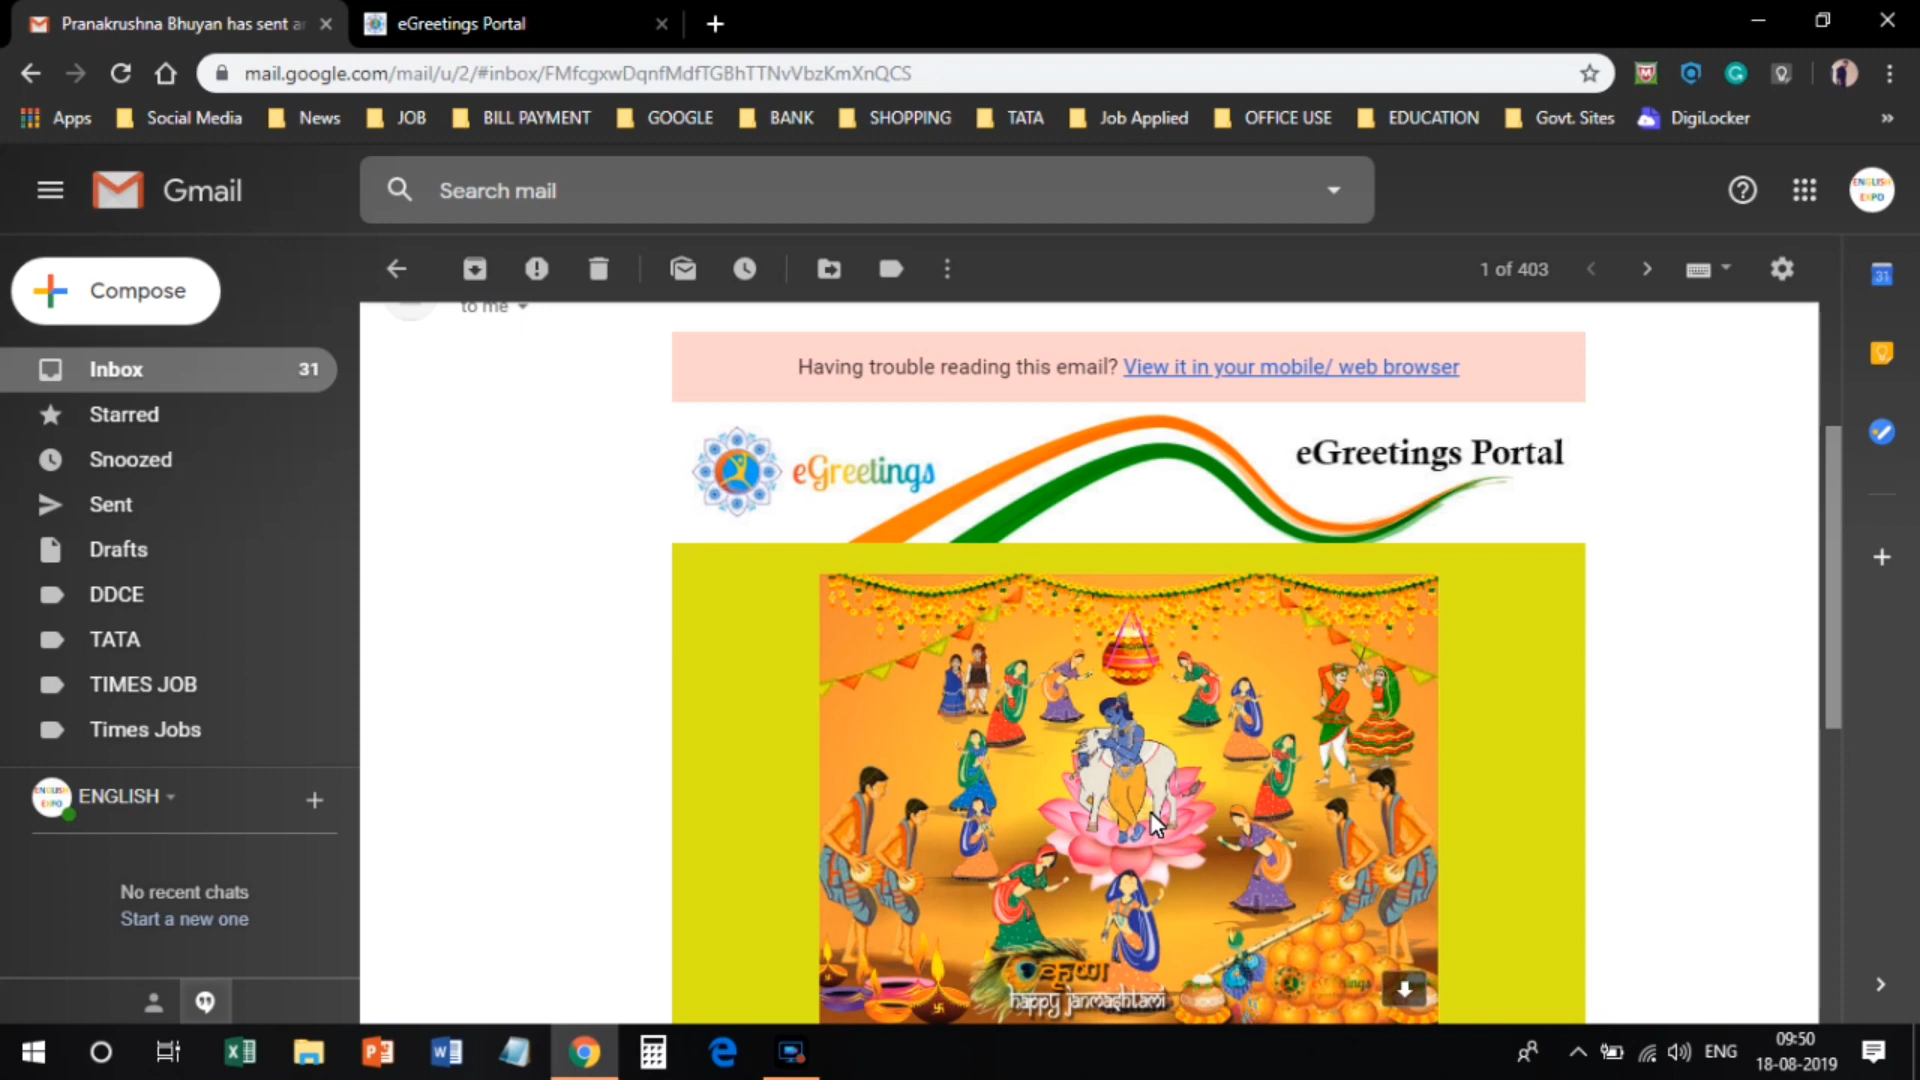 Pranakrushna Bhuyan has sent a
eGreetings Portal
mail.google.com/mail/u/2/#inbox/FMfcgxwDqnfMdfTGBhTTNvVbzKmXnQCS
Apps
Social Media
News
JOB
BILL PAYMENT
GOOGLE
BANK
SHOPPING
TATA
Job Applied
OFFICE USE
EDUCATION
Govt. Sites
DigiLocker
Gmail
Search mail
ENGLISH
EXPO
Compose
1 of 403
31
to me
Inbox 31
Starred
Snoozed
Sent
Drafts
DDCE
TATA
TIMES JOB
Times Jobs
ENGLISH
No recent chats
Start a new one
Having trouble reading this email? View it in your mobile/ web browser
eGreetings
eGreetings Portal
happy janmashtami
ENG
09:50
18-08-2019